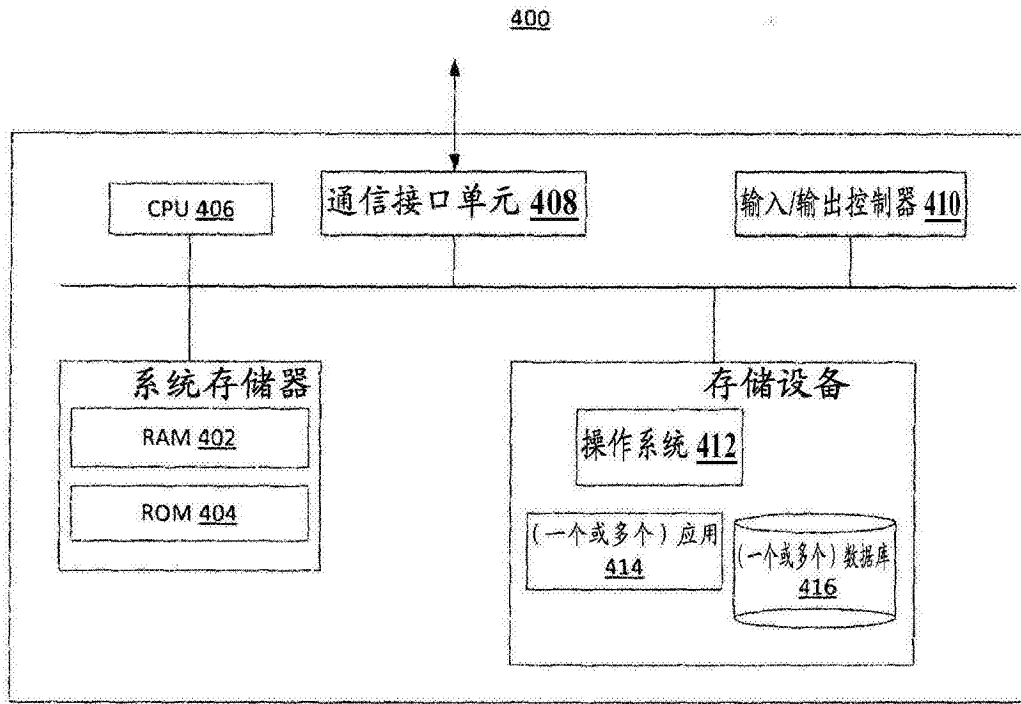 400
CPU 406
通信接口单元 408
输入/输出控制器 410
系统存储器
RAM 402
ROM 404
存储设备
操作系统 412
(一个或多个) 应用
414
(一个或多个) 数据库
416